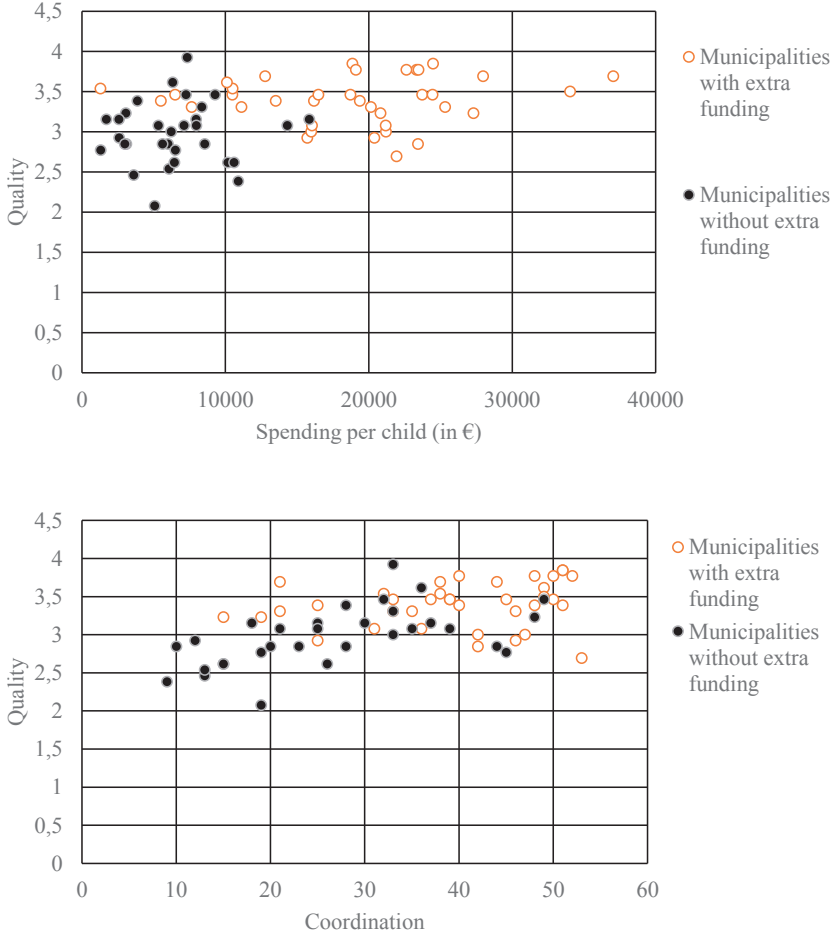 4,5
4
3,5
3
2,5
2
1,5
1
0,5
0
Quality
0
10000
20000
30000
40000
Spending per child (in €)
Municipalities
with extra
funding
Municipalities
without extra
funding
4,5
4
3,5
3
2,5
2
1,5
1
0,5
0
Quality
0
10
20
30
40
50
60
Coordination
Municipalities
with extra
funding
Municipalities
without extra
funding